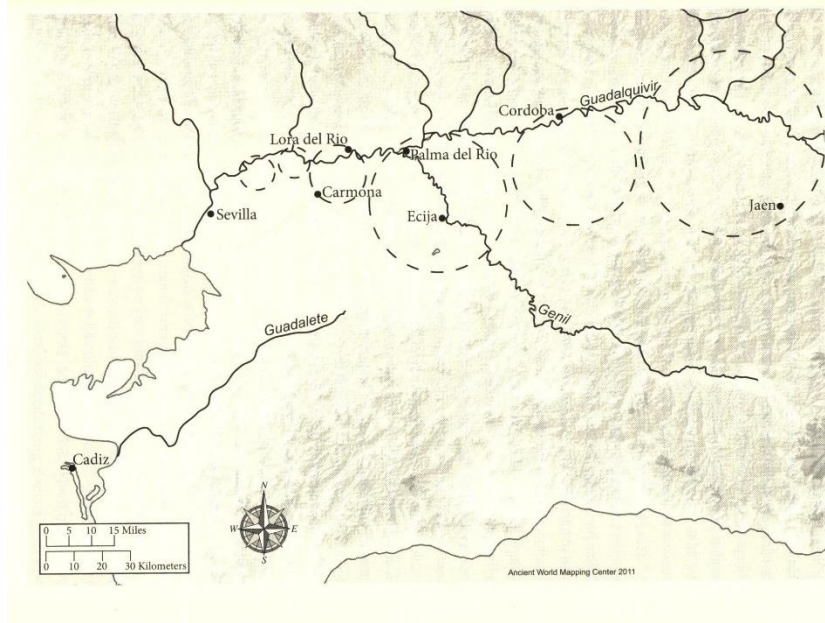 Guadalquivir
Cordoba
Lora del Rio
Palma del Rio
Carmona
Jaen
Sevilla
Ecija
Guadalete
Genil
Cadiz
N
W E
S
0 5 10 15 Miles
0 10 20 30 Kilometers
Ancient World Mapping Center 2011